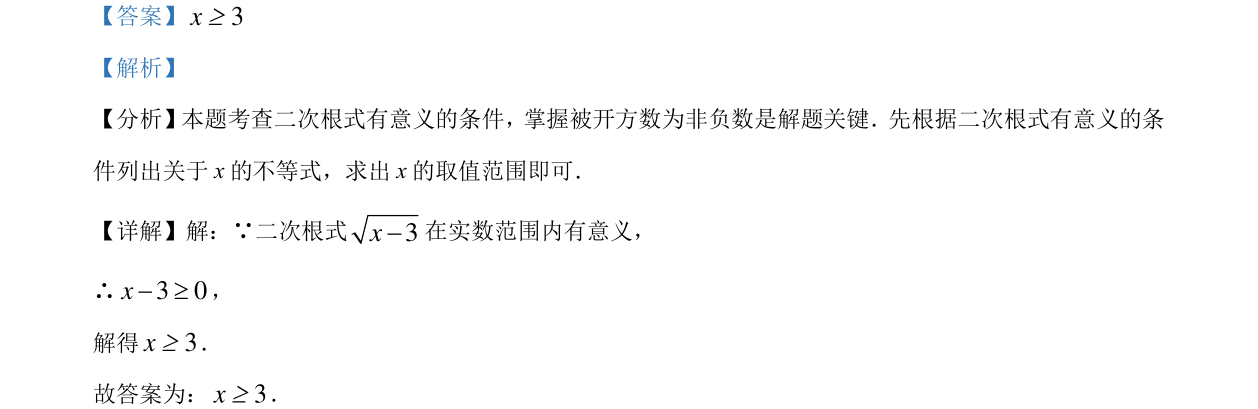 【答案】x ≥ 3
【解析】
【分析】本题考查二次根式有意义的条件，掌握被开方数为非负数是解题关键．先根据二次根式有意义的条
件列出关于 x 的不等式，求出 x 的取值范围即可．
【详解】解：∵二次根式√(x−3) 在实数范围内有意义，
∴ x−3≥0，
解得 x ≥ 3．
故答案为：x ≥ 3．